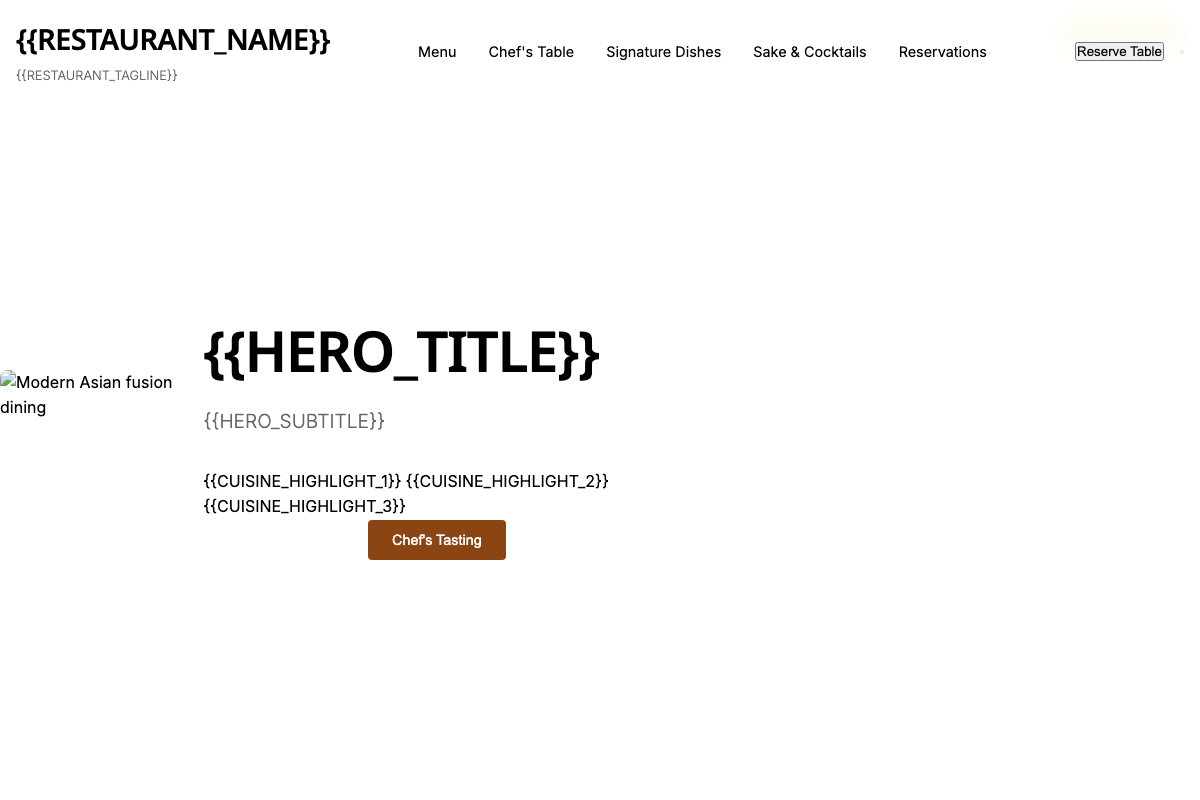 {{RESTAURANT_NAME}}
{{RESTAURANT_TAGLINE}}
Menu
Chef's Table
Signature Dishes
Sake & Cocktails
Reservations
Reserve Table
Modern Asian fusion
dining
{{HERO_TITLE}}
{{HERO_SUBTITLE}}
{{CUISINE_HIGHLIGHT_1}} {{CUISINE_HIGHLIGHT_2}}
{{CUISINE_HIGHLIGHT_3}}
Chef's Tasting